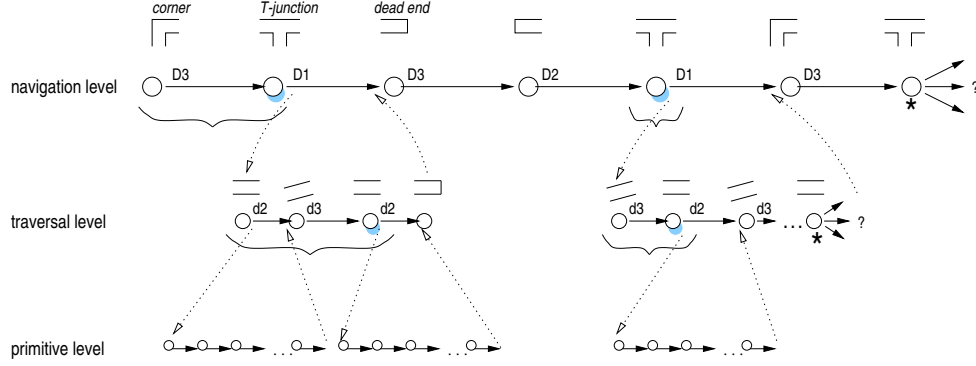 corner T-junction dead end
D3 D1 D3 D2 D1 D3
navigation level ?
*
d2 d3 d2 d3 d2 d3
traversal level ... ?
*
primitive level
... ... ...